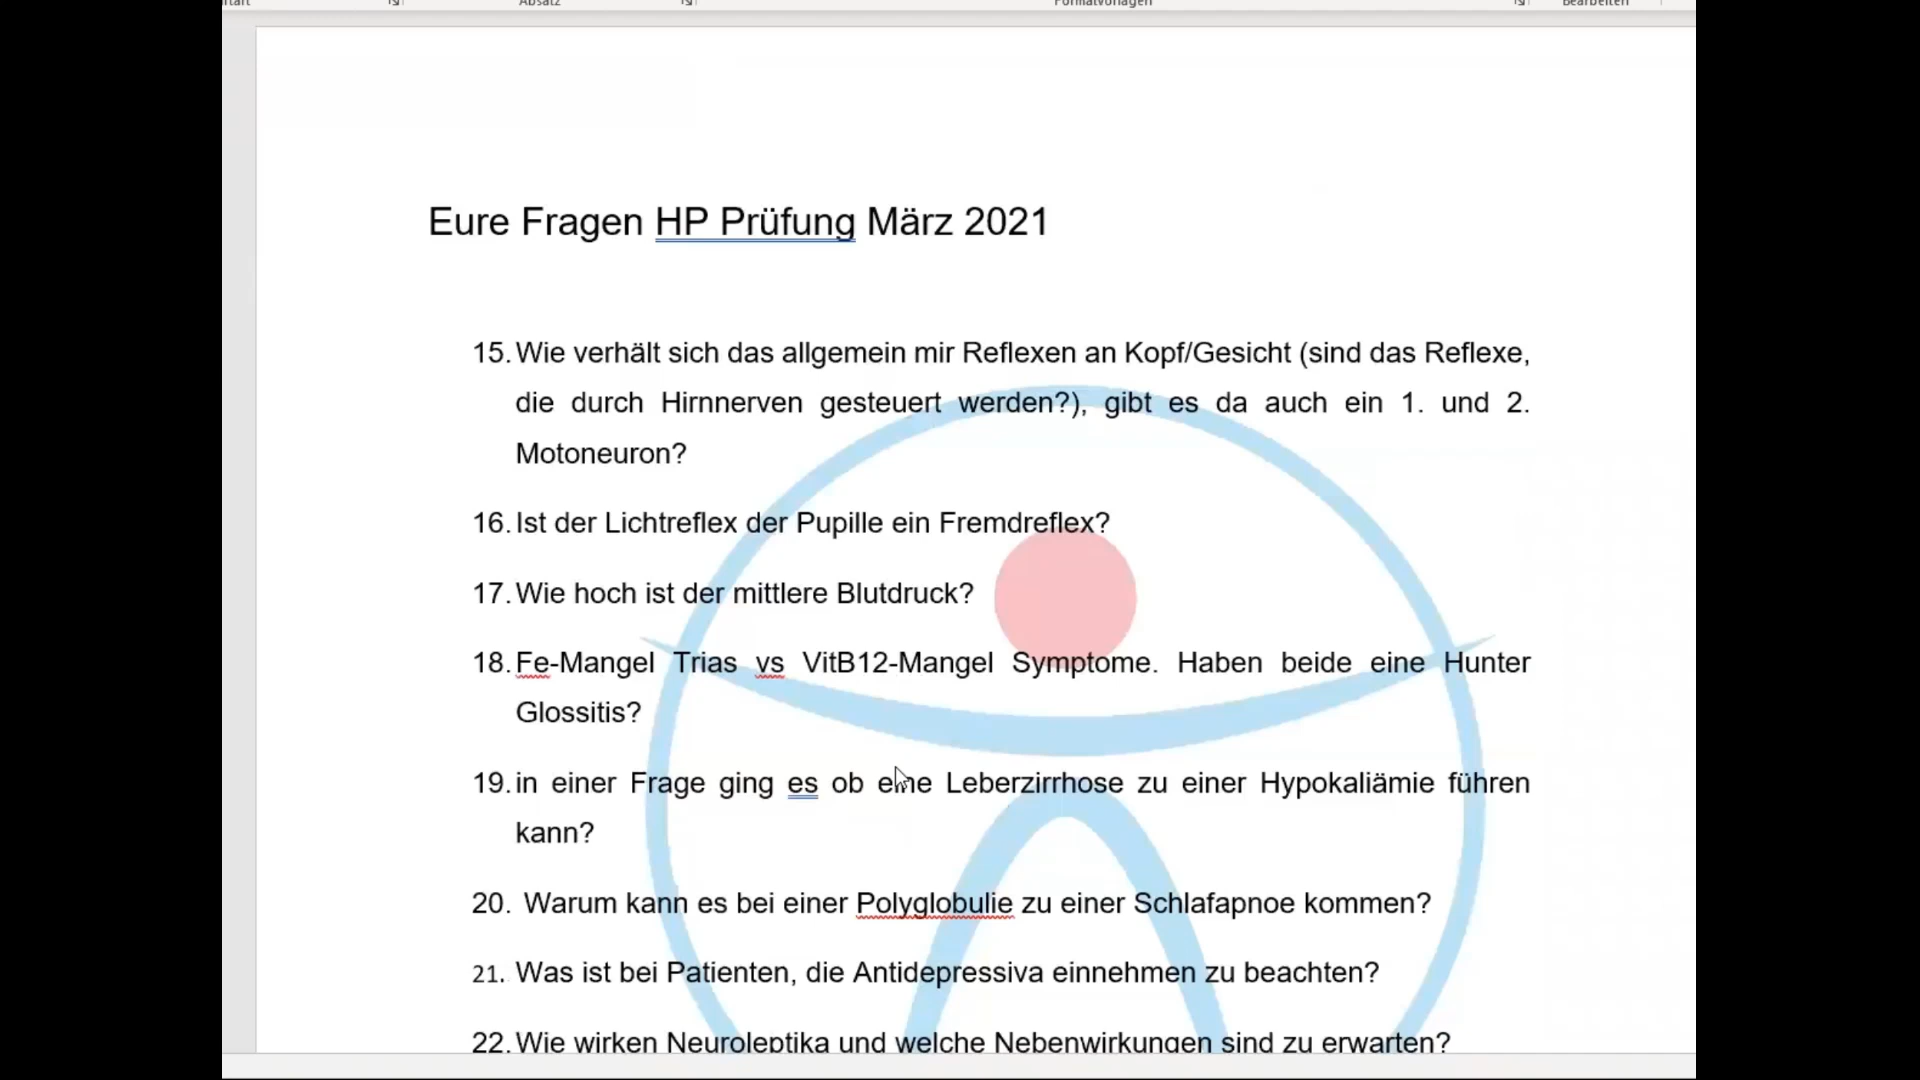 Absatz
Formatvorlagen
Bearbeiten
Eure Fragen HP Prüfung März 2021
15. Wie verhält sich das allgemein mir Reflexen an Kopf/Gesicht (sind das Reflexe,
die durch Hirnnerven gesteuert werden?), gibt es da auch ein 1. und 2.
Motoneuron?
16. Ist der Lichtreflex der Pupille ein Fremdreflex?
17. Wie hoch ist der mittlere Blutdruck?
18. Fe-Mangel Trias vs VitB12-Mangel Symptome. Haben beide eine Hunter
Glossitis?
19. in einer Frage ging es ob eine Leberzirrhose zu einer Hypokaliämie führen
kann?
20. Warum kann es bei einer Polyglobulie zu einer Schlafapnoe kommen?
21. Was ist bei Patienten, die Antidepressiva einnehmen zu beachten?
22. Wie wirken Neuroleptika und welche Nebenwirkungen sind zu erwarten?